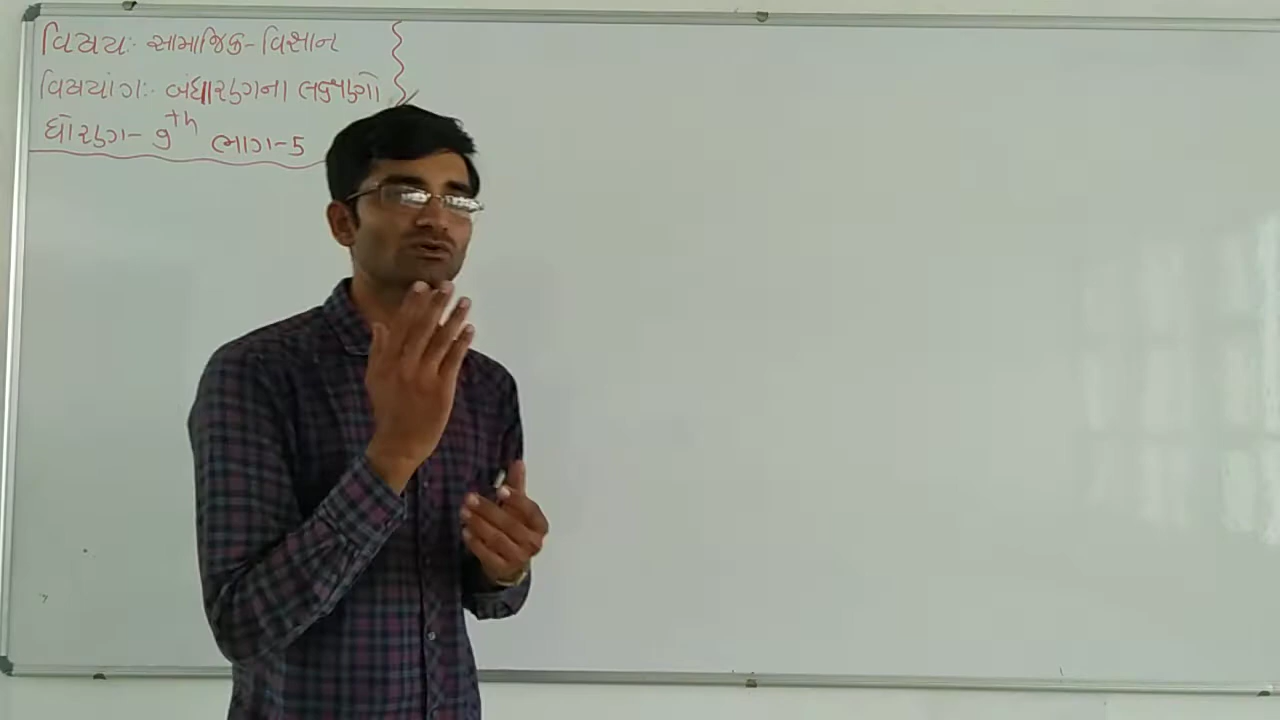 વિષય:- સામાજિક-વિજ્ઞાન
વિષયાંગ:- બંધારણના લક્ષણો
ધોરણ- 9th ભાગ-5